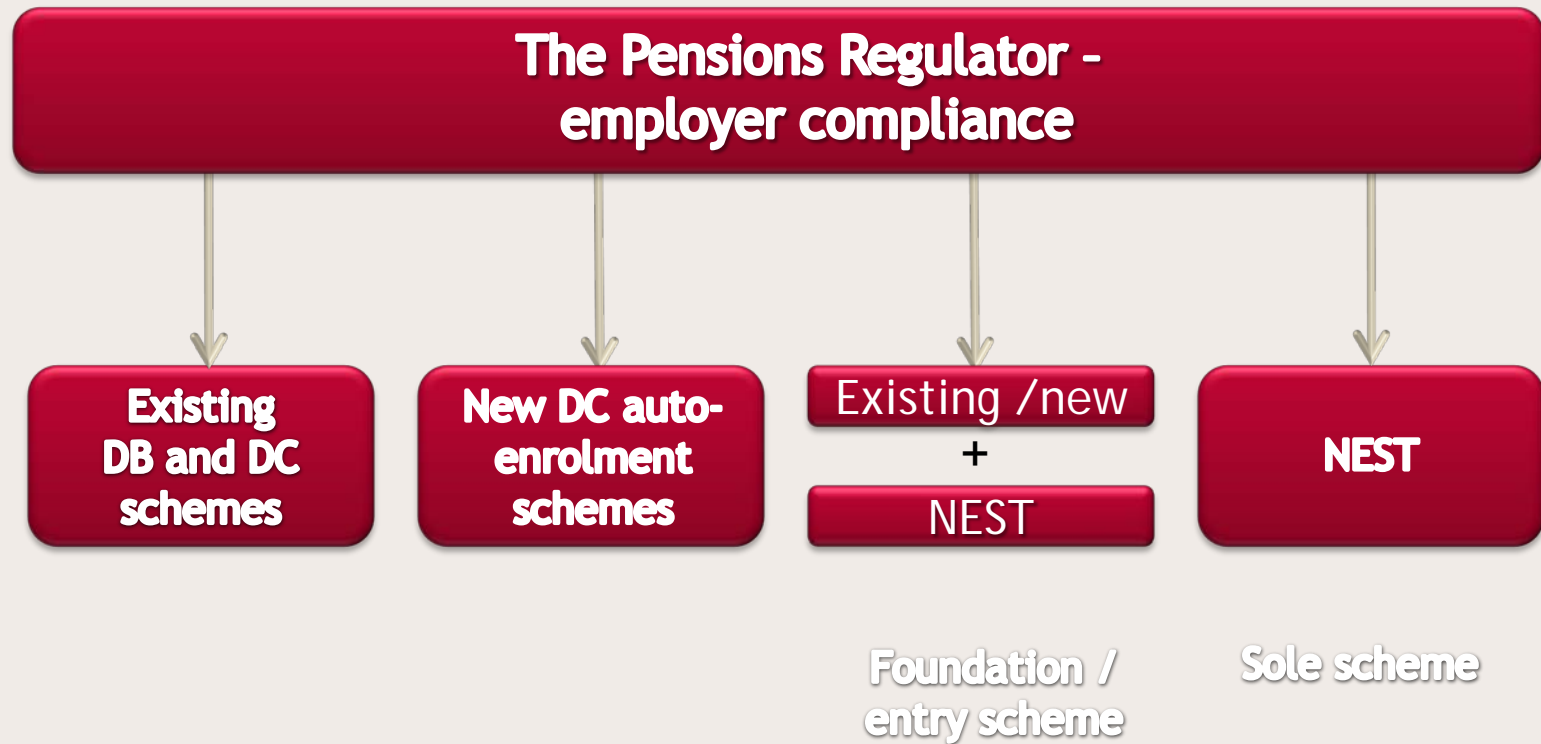 The Pensions Regulator –
employer compliance
Existing
DB and DC
schemes
New DC auto-
enrolment
schemes
Existing /new
+
NEST
NEST
Foundation /
entry scheme
Sole scheme